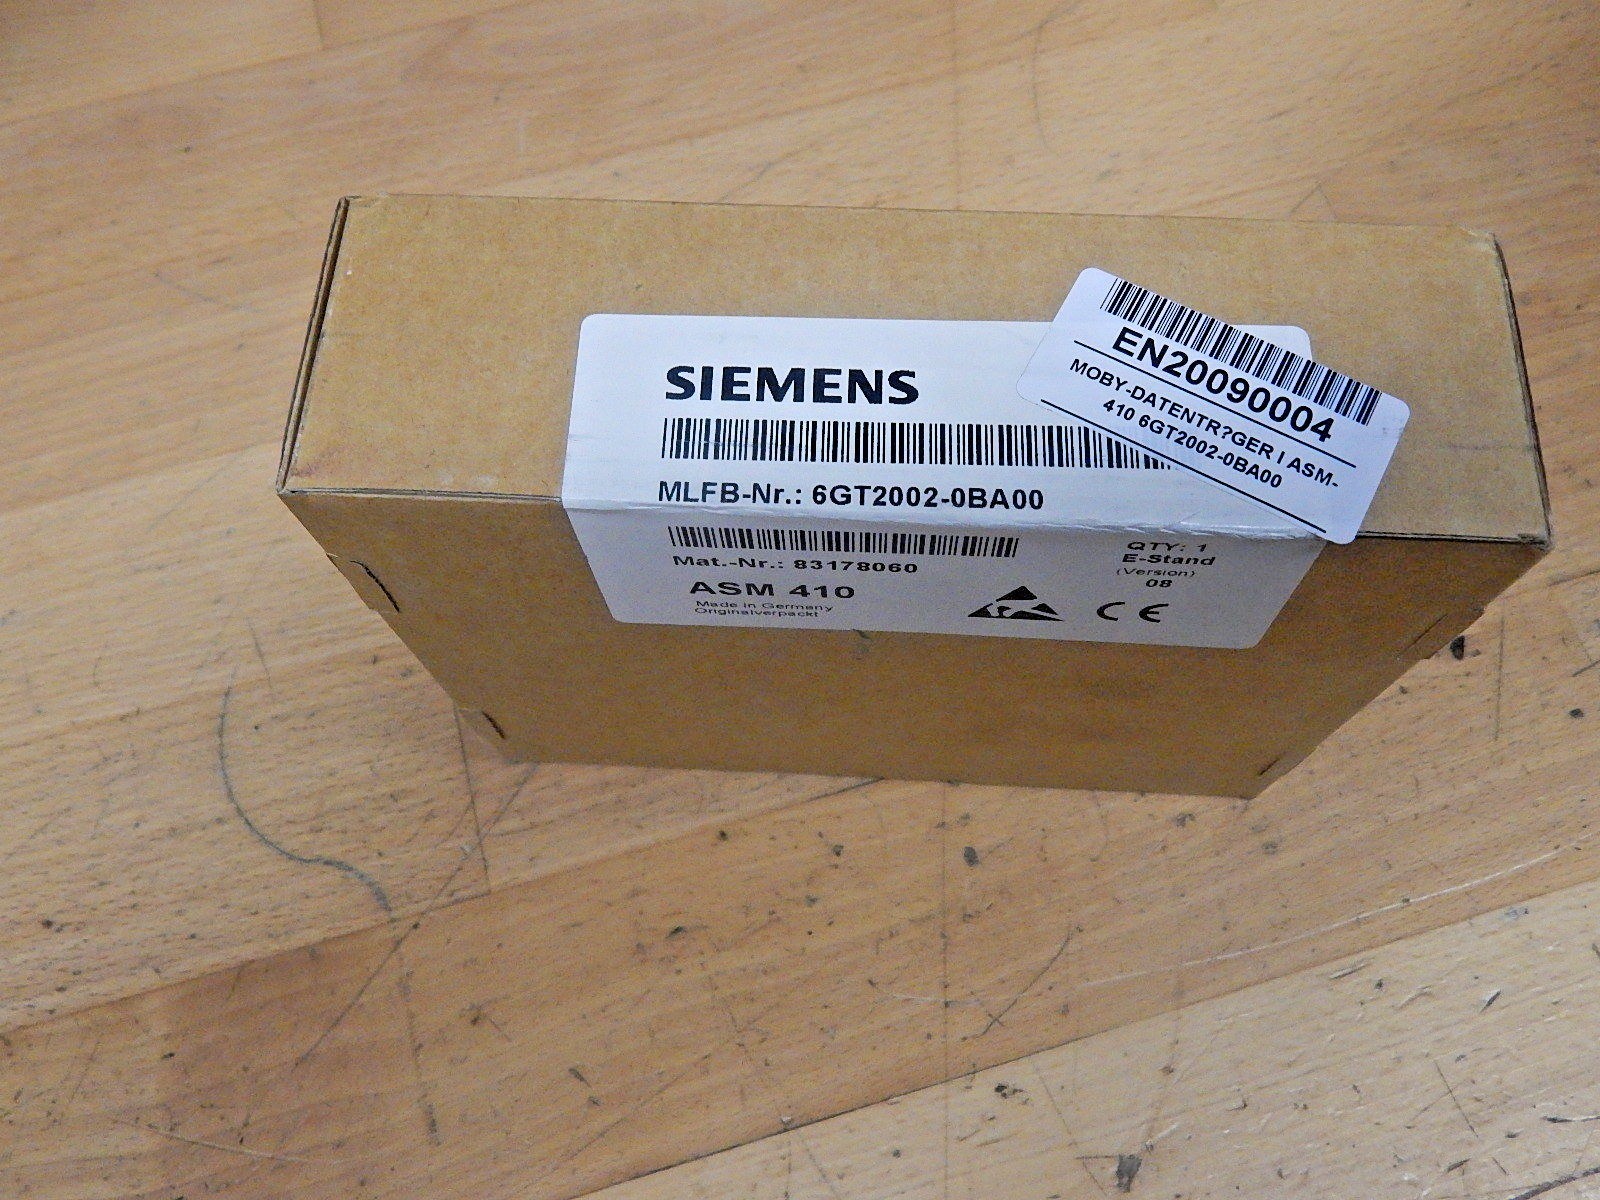 EN20090004
MOBY-DATENTR?GER I ASM-
410 6GT2002-0BA00
SIEMENS
MLFB-Nr.: 6GT2002-0BA00
Mat.-Nr.: 83178060
ASM 410
Made in Germany
Originalverpackt
QTY: 1
E-Stand
(Version)
08
CE